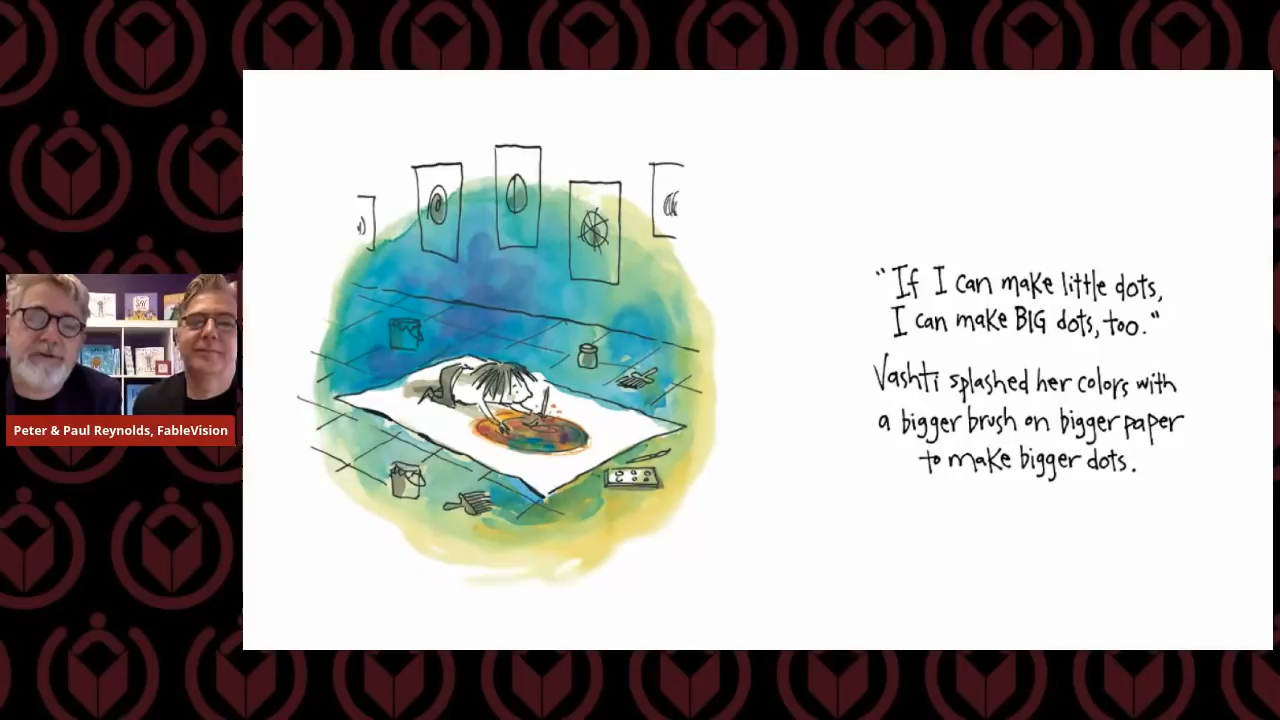 "If I can make little dots,
I can make BIG dots, too."
Vashti splashed her colors with
a bigger brush on bigger paper
to make bigger dots.
Peter & Paul Reynolds, FableVision